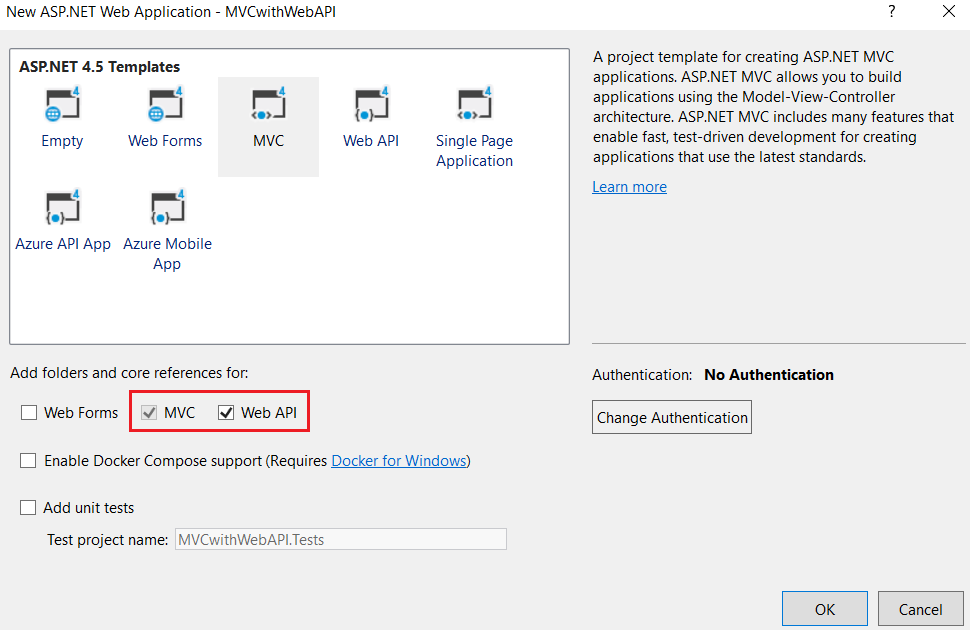 New ASP.NET Web Application - MVCwithWebAPI
?
ASP.NET 4.5 Templates
Empty
Web Forms
MVC
Web API
Single Page
Application
Azure API App
Azure Mobile
App
A project template for creating ASP.NET MVC
applications. ASP.NET MVC allows you to build
applications using the Model-View-Controller
architecture. ASP.NET MVC includes many features that
enable fast, test-driven development for creating
applications that use the latest standards.
Learn more
Add folders and core references for:
Web Forms
MVC
Web API
Enable Docker Compose support (Requires Docker for Windows)
Add unit tests
Test project name: MVCwithWebAPI.Tests
Authentication: No Authentication
Change Authentication
OK
Cancel